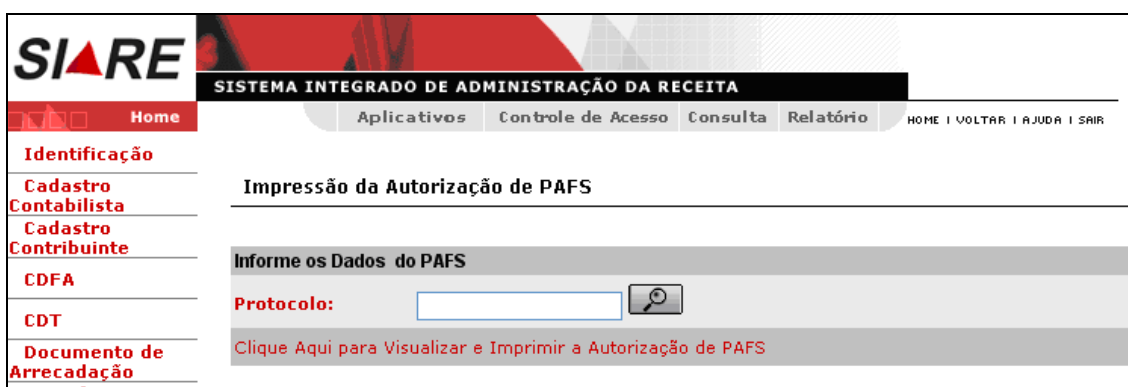 SIARE
SISTEMA INTEGRADO DE ADMINISTRAÇÃO DA RECEITA
Home
Aplicativos Controle de Acesso Consulta Relatório
HOME | VOLTAR | AJUDA | SAIR
Identificação
Cadastro
Contabilista
Cadastro
Contribuinte
CDFA
CDT
Documento de
Arrecadação
Impressão da Autorização de PAFS
Informe os Dados do PAFS
Protocolo:
Clique Aqui para Visualizar e Imprimir a Autorização de PAFS